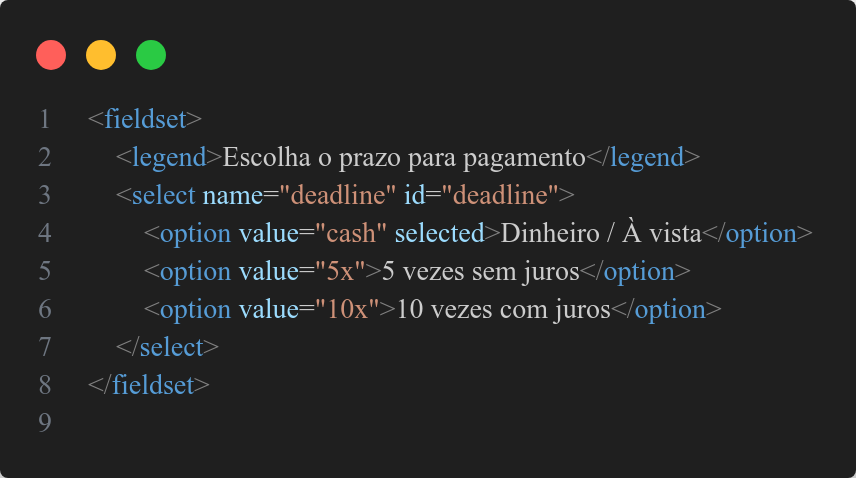 1 <fieldset>
2 <legend>Escolha o prazo para pagamento</legend>
3 <select name="deadline" id="deadline">
4 <option value="cash" selected>Dinheiro / À vista</option>
5 <option value="5x">5 vezes sem juros</option>
6 <option value="10x">10 vezes com juros</option>
7 </select>
8 </fieldset>
9